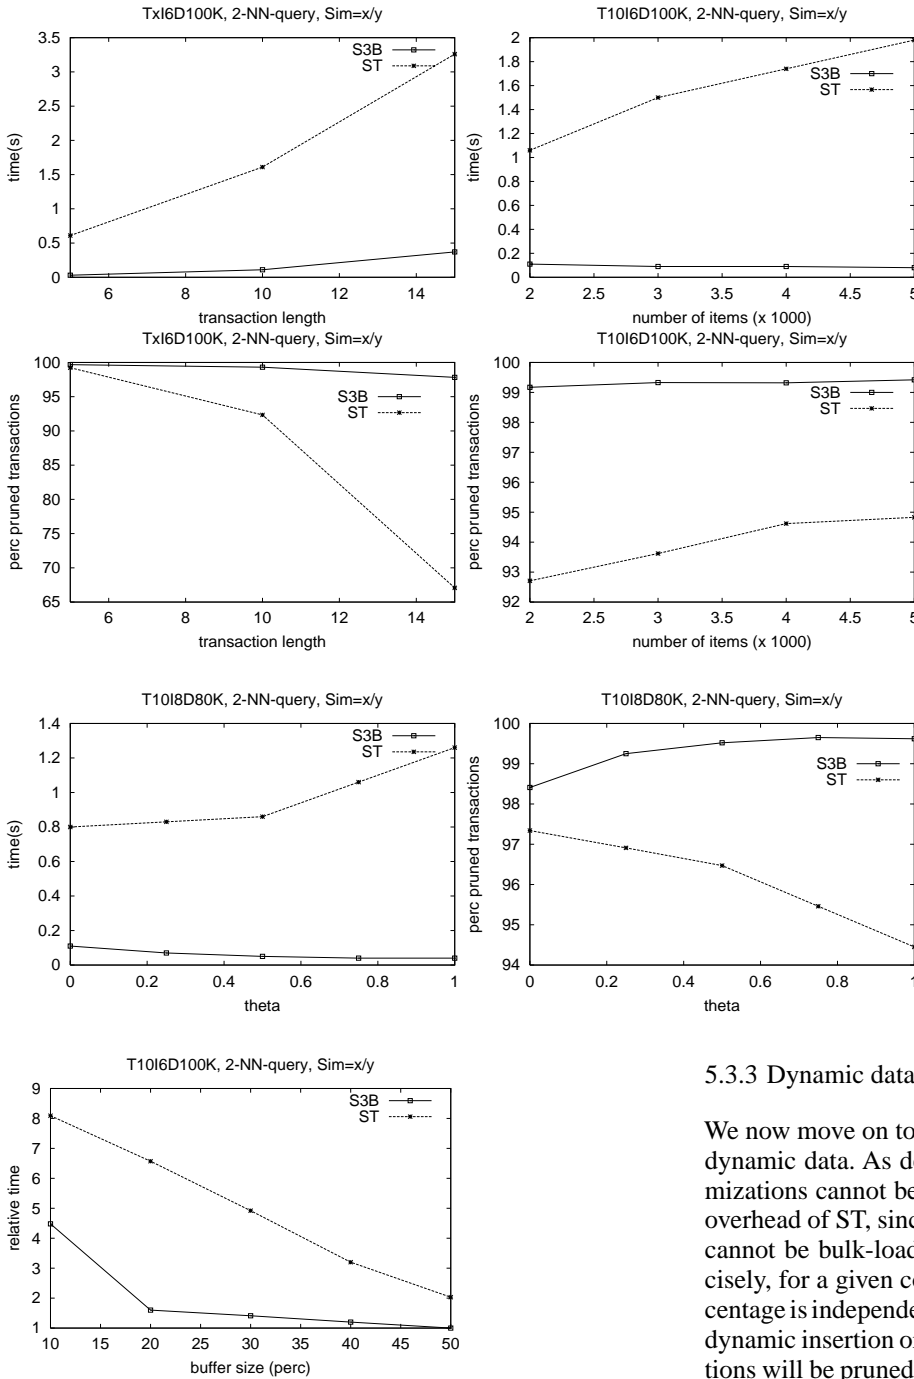 TxI6D100K, 2-NN-query, Sim=x/y
3.5
3
2.5
2
1.5
1
0.5
0
time(s)
S3B
ST
6 8 10 12 14
transaction length
T10I6D100K, 2-NN-query, Sim=x/y
2
1.8
1.6
1.4
1.2
1
0.8
0.6
0.4
0.2
0
time(s)
S3B
ST
2 2.5 3 3.5 4 4.5 5
number of items (x 1000)
TxI6D100K, 2-NN-query, Sim=x/y
100
95
90
85
80
75
70
65
perc pruned transactions
S3B
ST
6 8 10 12 14
transaction length
T10I6D100K, 2-NN-query, Sim=x/y
100
99
98
97
96
95
94
93
92
perc pruned transactions
S3B
ST
2 2.5 3 3.5 4 4.5 5
number of items (x 1000)
T10I8D80K, 2-NN-query, Sim=x/y
1.4
1.2
1
0.8
0.6
0.4
0.2
0
time(s)
S3B
ST
0 0.2 0.4 0.6 0.8 1
theta
T10I8D80K, 2-NN-query, Sim=x/y
100
99
98
97
96
95
94
perc pruned transactions
S3B
ST
0 0.2 0.4 0.6 0.8 1
theta
T10I6D100K, 2-NN-query, Sim=x/y
9
8
7
6
5
4
3
2
1
relative time
S3B
ST
10 15 20 25 30 35 40 45 50
buffer size (perc)
5.3.3 Dynamic data
We now move on to
dynamic data. As de
mizations cannot be
overhead of ST, sinc
cannot be bulk-load
cisely, for a given co
centage is independe
dynamic insertion or
tions will be pruned